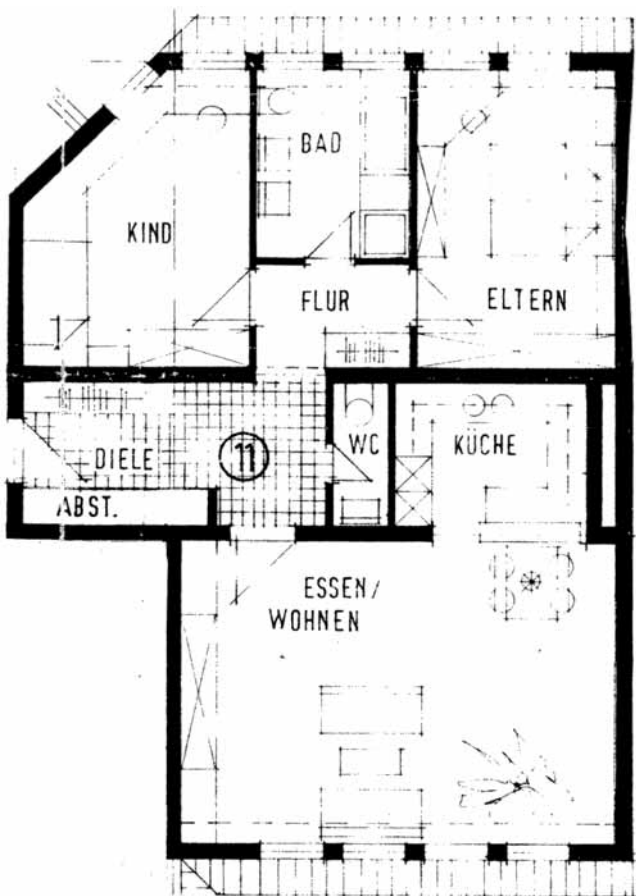 BAD
KIND
FLUR
ELTERN
DIELE
11
WC
KÜCHE
ABST.
ESSEN/
WOHNEN